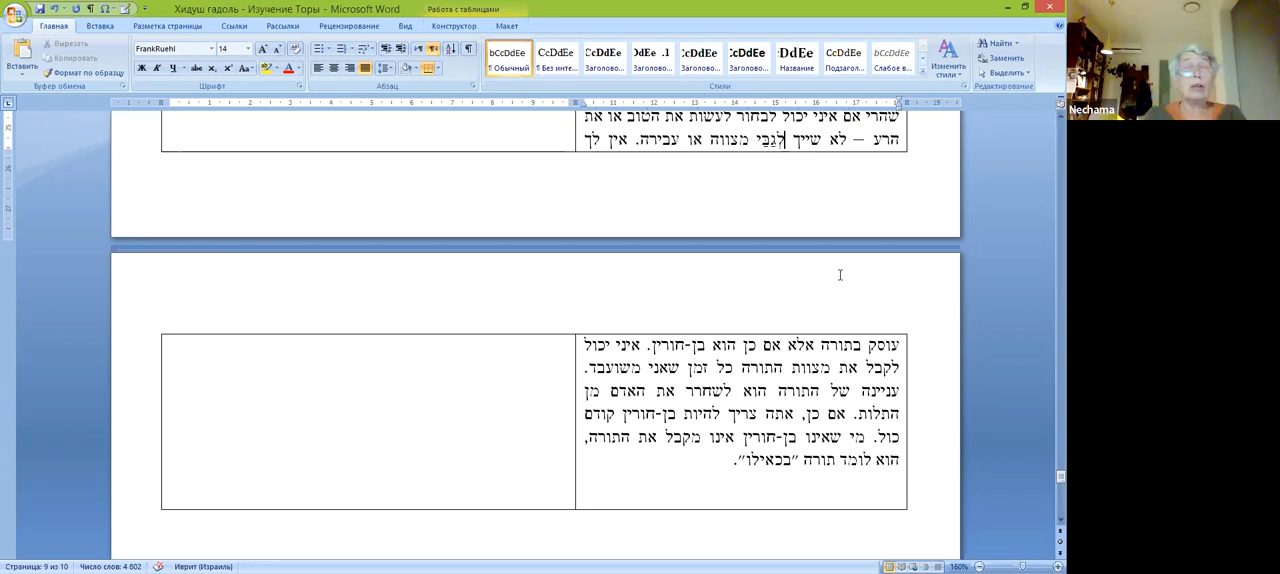 Хидуш гадоль - Изучение Торы - Microsoft Word
Работа с таблицами
Главная Вставка Разметка страницы Ссылки Рассылки Рецензирование Вид Конструктор Макет
Вставить
Вырезать
Копировать
Формат по образцу
Буфер обмена
FrankRuehl 14
Шрифт
Абзац
¶ Обычный ¶ Без инте... Заголово... Заголово... Заголово... Заголово... Название Подзагол... Слабое в...
Стили
Изменить стили
Найти
Заменить
Выделить
Редактирование
Nechama
שהרי אם איני יכול לבחור לעשות את הטוב או את
הרע – לא שייך לְגַבַּי מצווה או עבירה. אין לך
עוסק בתורה אלא אם כן הוא בן-חורין. איני יכול
לקבל את מצוות התורה כל זמן שאני משועבד.
עניינה של התורה הוא לשחרר את האדם מן
התלות. אם כן, אתה צריך להיות בן-חורין קודם
כול. מי שאינו בן-חורין אינו מקבל את התורה,
הוא לומד תורה "בכאילו".
Страница: 9 из 10 Число слов: 4 802 Иврит (Израиль) 160%